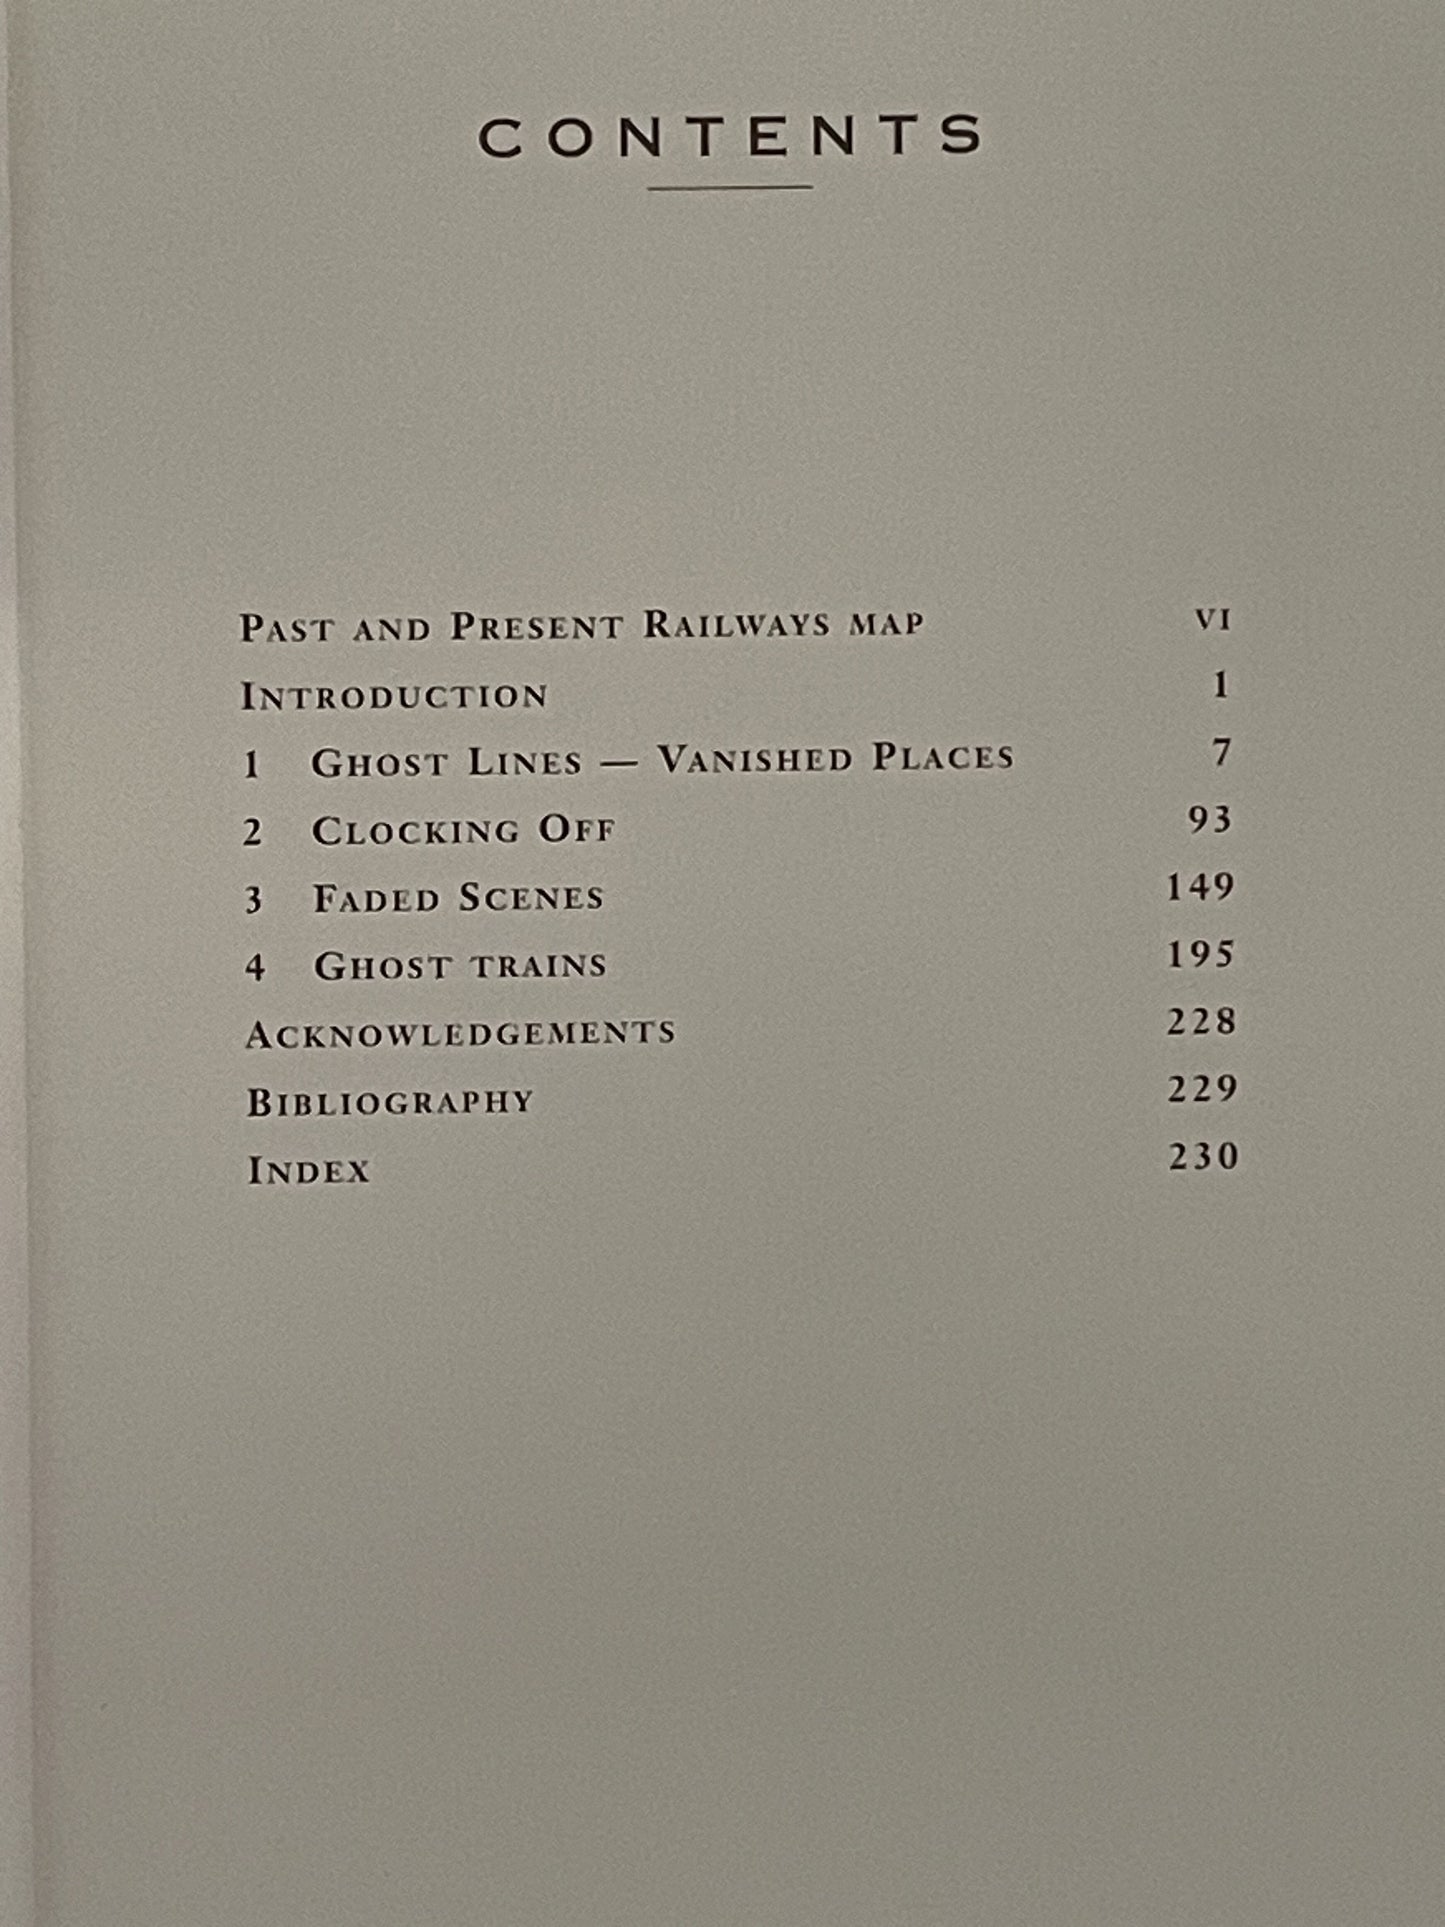 CONTENTS
Past and Present Railways map vi
Introduction 1
1 Ghost Lines — Vanished Places 7
2 Clocking Off 93
3 Faded Scenes 149
4 Ghost trains 195
Acknowledgements 228
Bibliography 229
Index 230